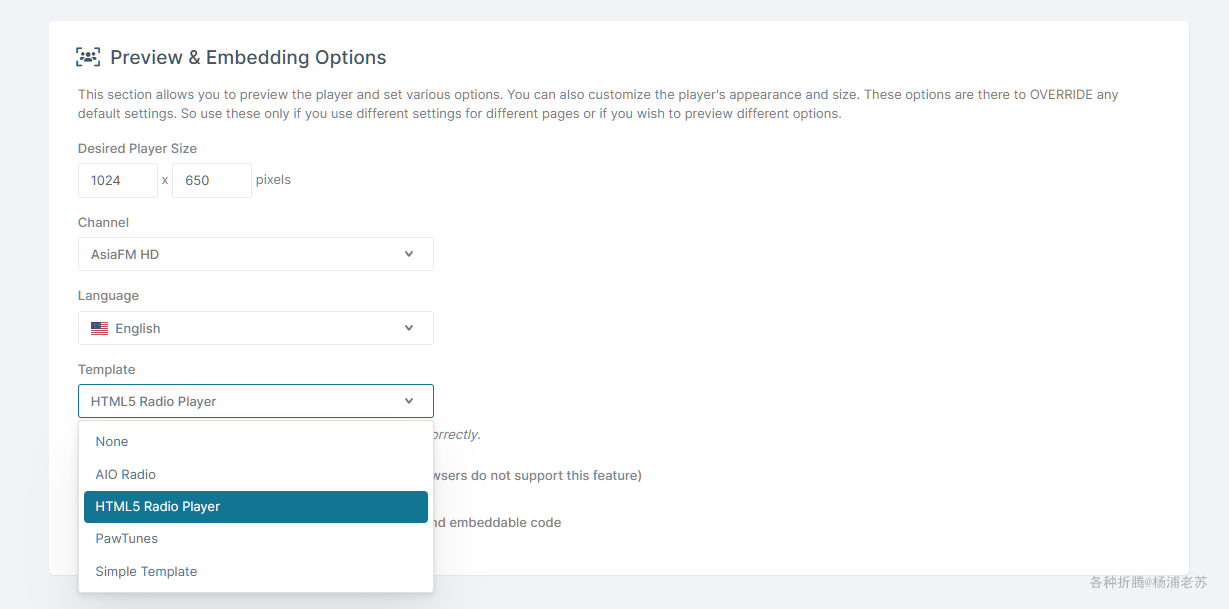 Preview & Embedding Options
This section allows you to preview the player and set various options. You can also customize the player's appearance and size. These options are there to OVERRIDE any
default settings. So use these only if you use different settings for different pages or if you wish to preview different options.
Desired Player Size
1024 x 650 pixels
Channel
AsiaFM HD
Language
English
Template
HTML5 Radio Player
orrectly.
None
AIO Radio
wsers do not support this feature)
HTML5 Radio Player
nd embeddable code
PawTunes
Simple Template
各种折腾@杨浦老苏